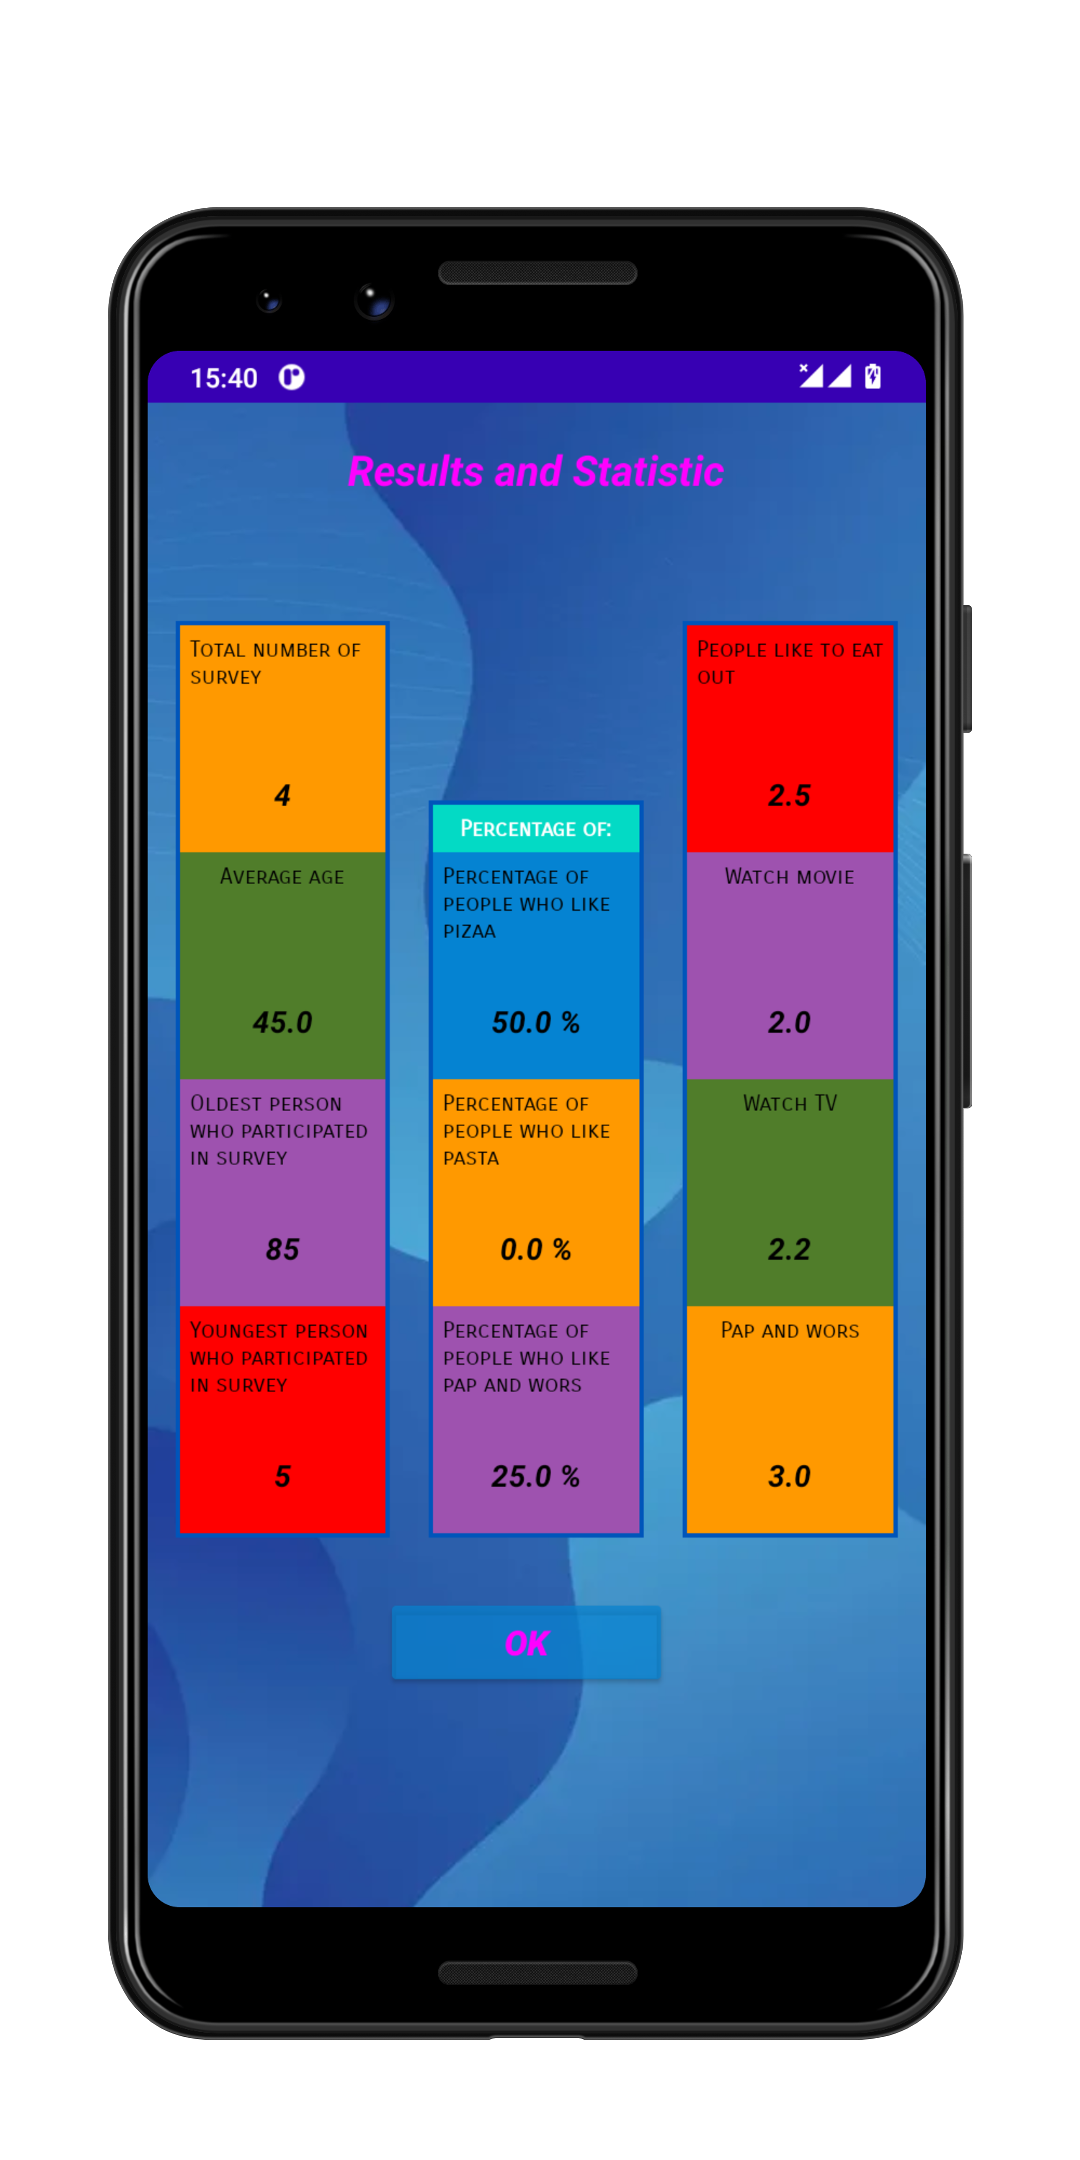 15:40
Results and Statistic
Total number of
survey
4
Average age
45.0
Oldest person
who participated
in survey
85
Youngest person
who participated
in survey
5
Percentage of:
Percentage of
people who like
pizaa
50.0 %
Percentage of
people who like
pasta
0.0 %
Percentage of
people who like
pap and wors
25.0 %
People like to eat
out
2.5
Watch movie
2.0
Watch TV
2.2
Pap and wors
3.0
OK